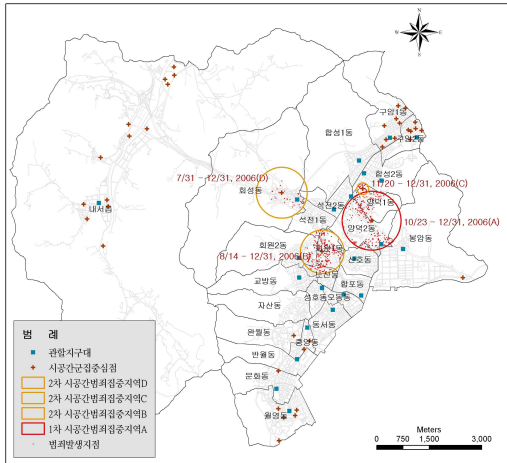 N
W
E
S
구암1동
구암2동
합성1동
합성2동
7/31 - 12/31, 2006(D)
11/20 - 12/31, 2006(C)
회성동
석전2동
양덕1동
내서읍
석전1동
10/23 - 12/31, 2006(A)
양덕2동
봉암동
회원2동
회원1동
8/14 - 12/31, 2006(B)
산호동
교방동
합포동
자산동
성호동
오동동
동서동
완월동
중앙동
반월동
문화동
월영동
범 례
관할지구대
시공간군집중심점
2차 시공간범죄집중지역D
2차 시공간범죄집중지역C
2차 시공간범죄집중지역B
1차 시공간범죄집중지역A
범죄발생지점
Meters
0 750 1,500 3,000